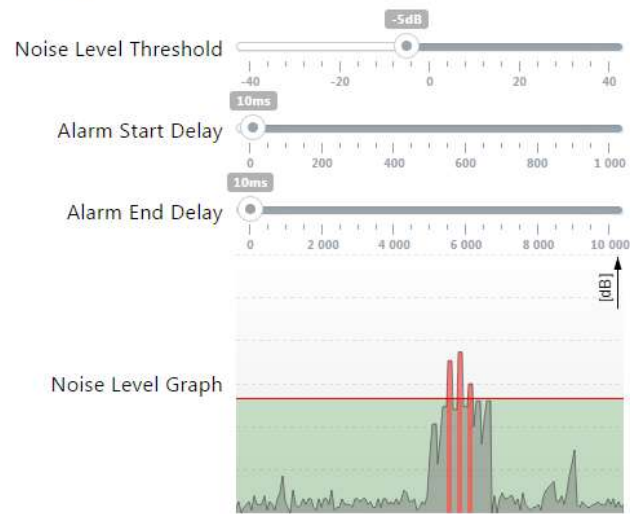 -5dB
Noise Level Threshold
-40 -20 0 20 40
10ms
Alarm Start Delay
0 200 400 600 800 1 000
10ms
Alarm End Delay
0 2 000 4 000 6 000 8 000 10 000
[dB]
Noise Level Graph